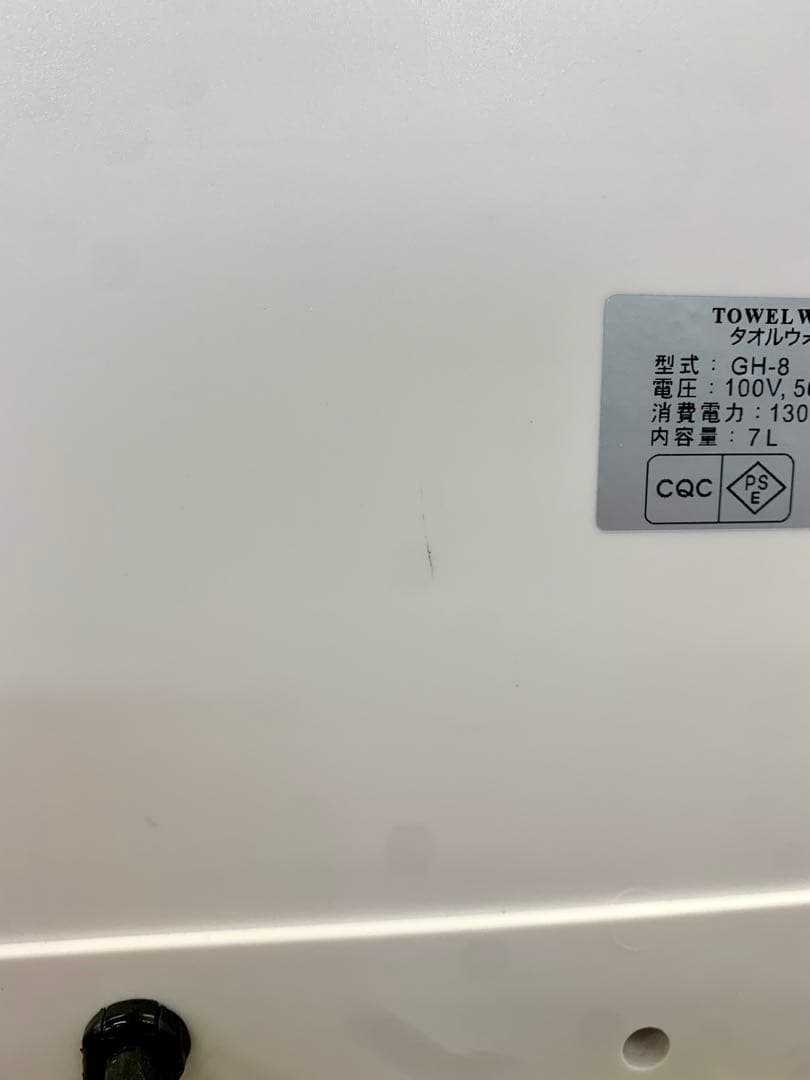 TOWEL W
タオルウォ
型式：GH-8
電圧：100V, 50
消費電力：130
内容量：7L
CQC
PS
E